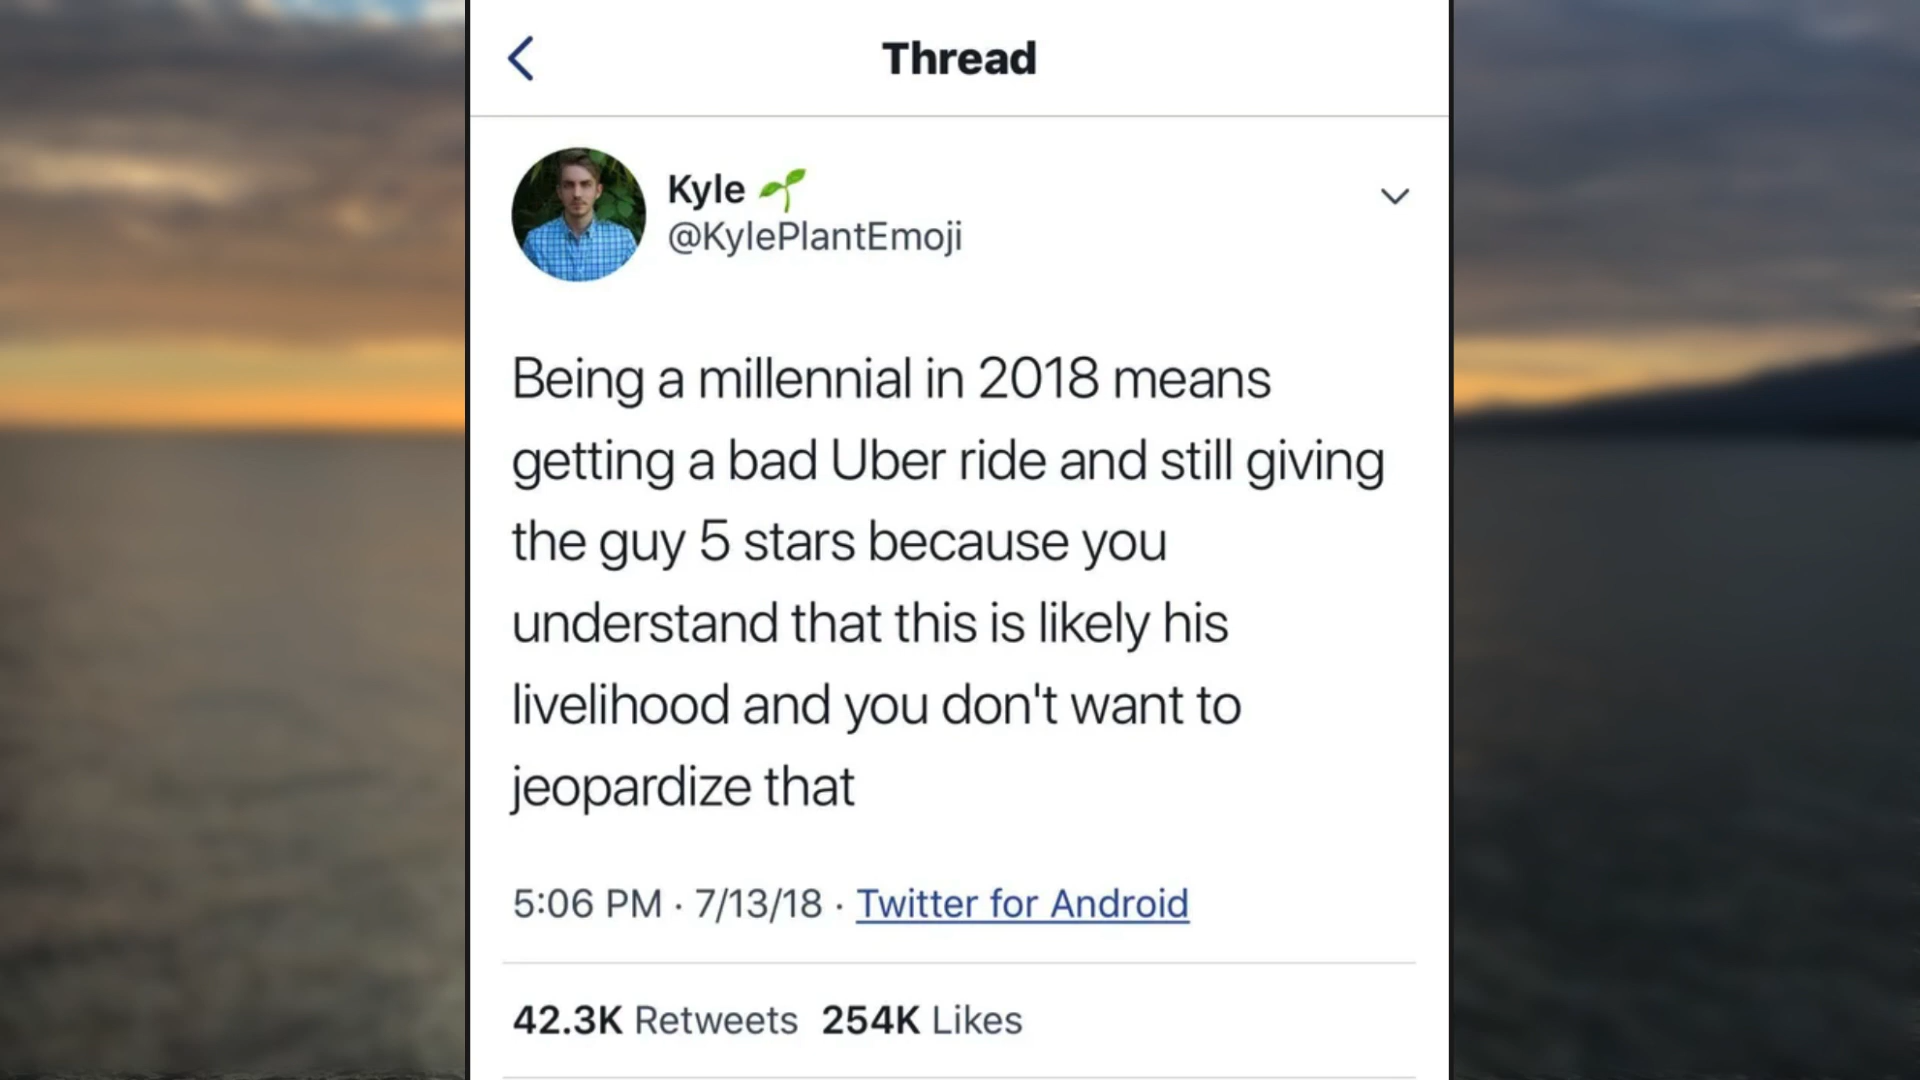 Thread
Kyle 🌱
@KylePlantEmoji
Being a millennial in 2018 means
getting a bad Uber ride and still giving
the guy 5 stars because you
understand that this is likely his
livelihood and you don't want to
jeopardize that
5:06 PM · 7/13/18 · Twitter for Android
42.3K Retweets 254K Likes